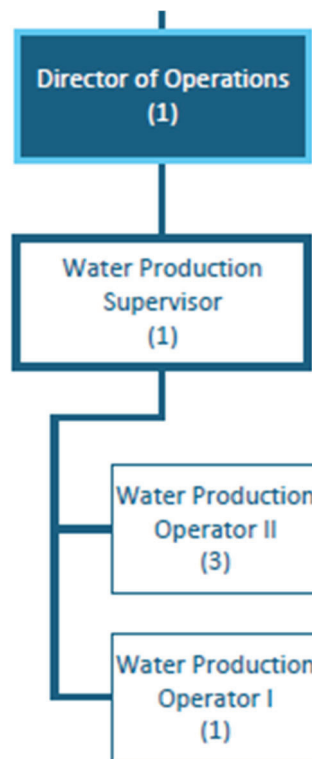 Director of Operations
(1)
Water Production
Supervisor
(1)
Water Production
Operator II
(3)
Water Production
Operator I
(1)